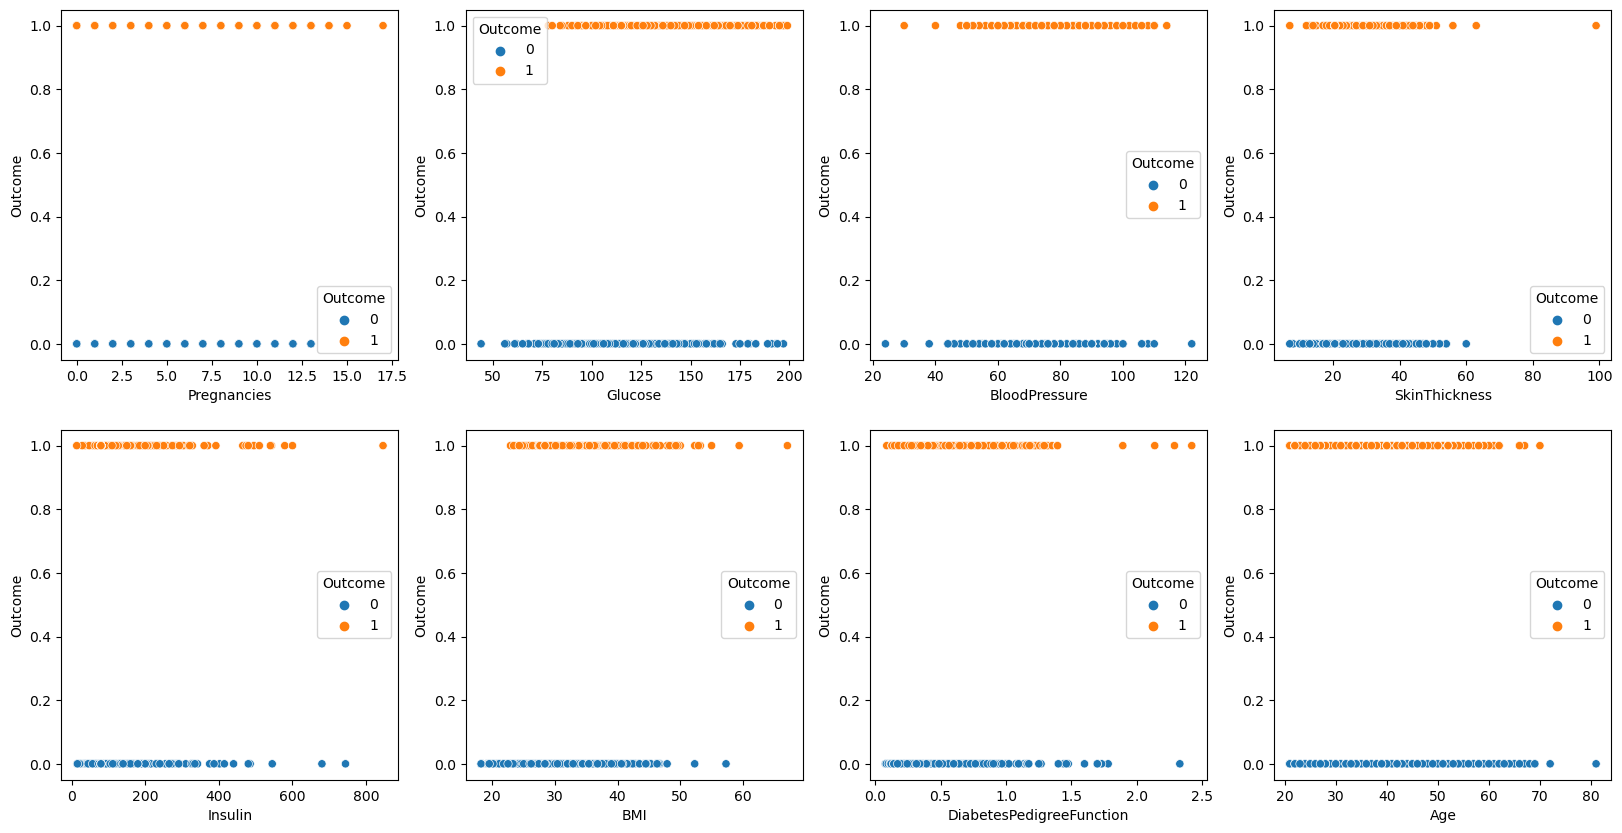 1.0
0.8
0.6
0.4
0.2
0.0
Outcome
0.0 2.5 5.0 7.5 10.0 12.5 15.0 17.5
Pregnancies
Outcome
0
1
1.0
0.8
0.6
0.4
0.2
0.0
Outcome
50 75 100 125 150 175 200
Glucose
Outcome
0
1
1.0
0.8
0.6
0.4
0.2
0.0
Outcome
20 40 60 80 100 120
BloodPressure
Outcome
0
1
1.0
0.8
0.6
0.4
0.2
0.0
Outcome
20 40 60 80 100
SkinThickness
Outcome
0
1
1.0
0.8
0.6
0.4
0.2
0.0
Outcome
0 200 400 600 800
Insulin
Outcome
0
1
1.0
0.8
0.6
0.4
0.2
0.0
Outcome
20 30 40 50 60
BMI
Outcome
0
1
1.0
0.8
0.6
0.4
0.2
0.0
Outcome
0.0 0.5 1.0 1.5 2.0 2.5
DiabetesPedigreeFunction
Outcome
0
1
1.0
0.8
0.6
0.4
0.2
0.0
Outcome
20 30 40 50 60 70 80
Age
Outcome
0
1